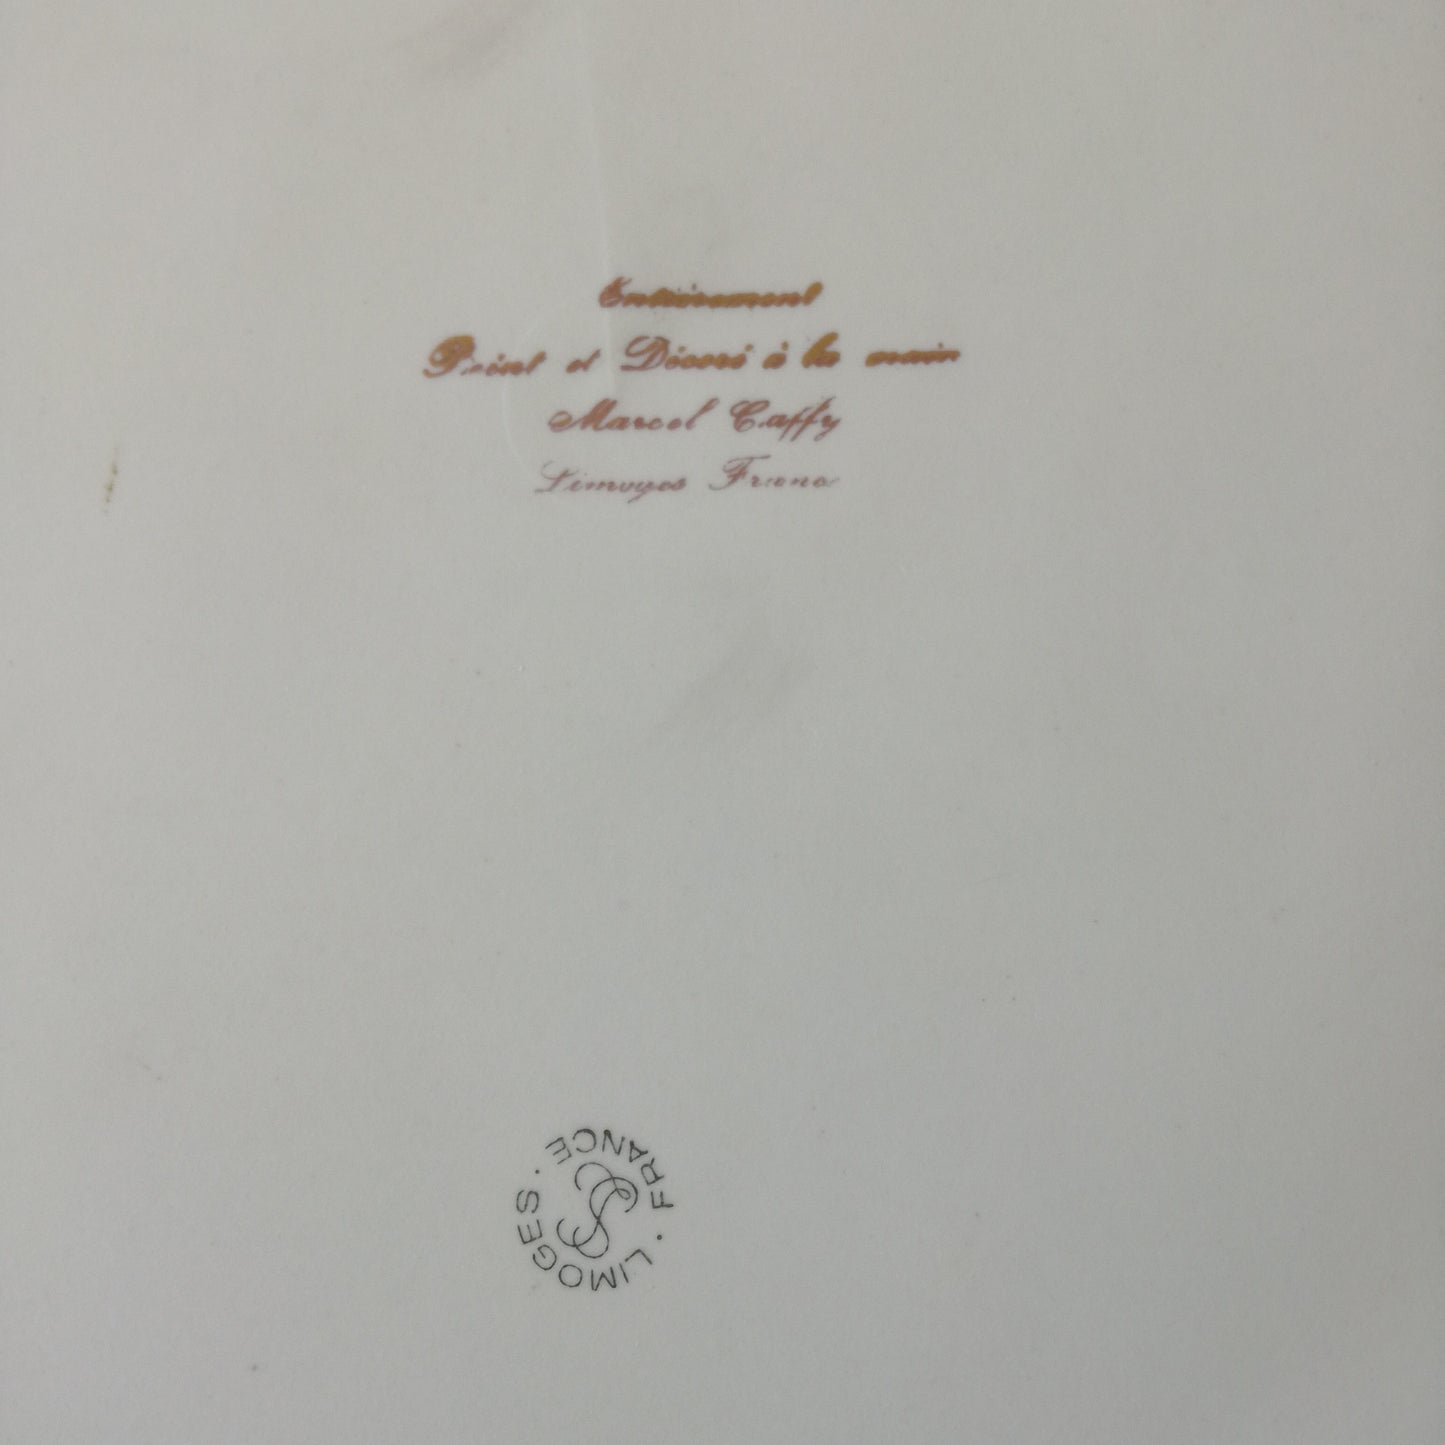 Entièrement
Peint et Décoré à la main
Marcel Caffy
Limoges France
LIMOGES · FRANCE ·